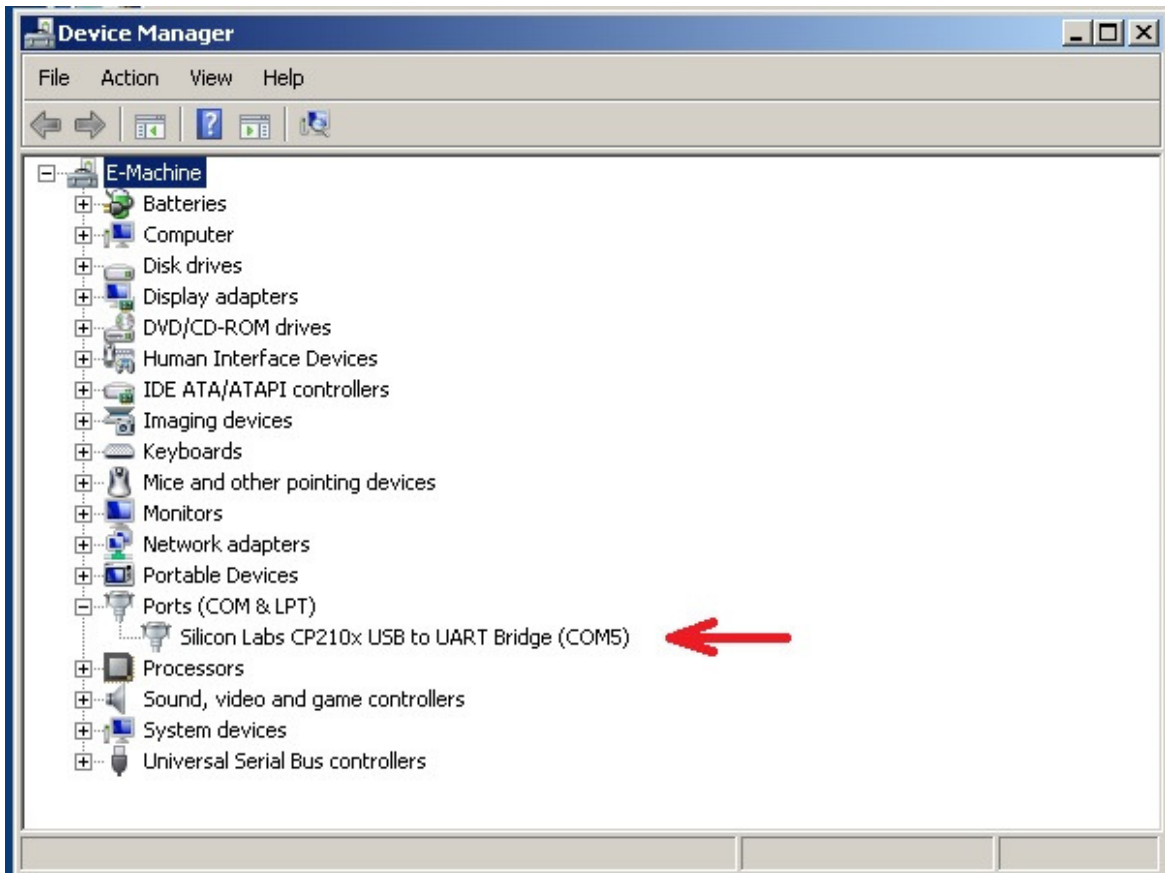 Device Manager
File Action View Help
E-Machine
Batteries
Computer
Disk drives
Display adapters
DVD/CD-ROM drives
Human Interface Devices
IDE ATA/ATAPI controllers
Imaging devices
Keyboards
Mice and other pointing devices
Monitors
Network adapters
Portable Devices
Ports (COM & LPT)
Silicon Labs CP210x USB to UART Bridge (COM5)
Processors
Sound, video and game controllers
System devices
Universal Serial Bus controllers